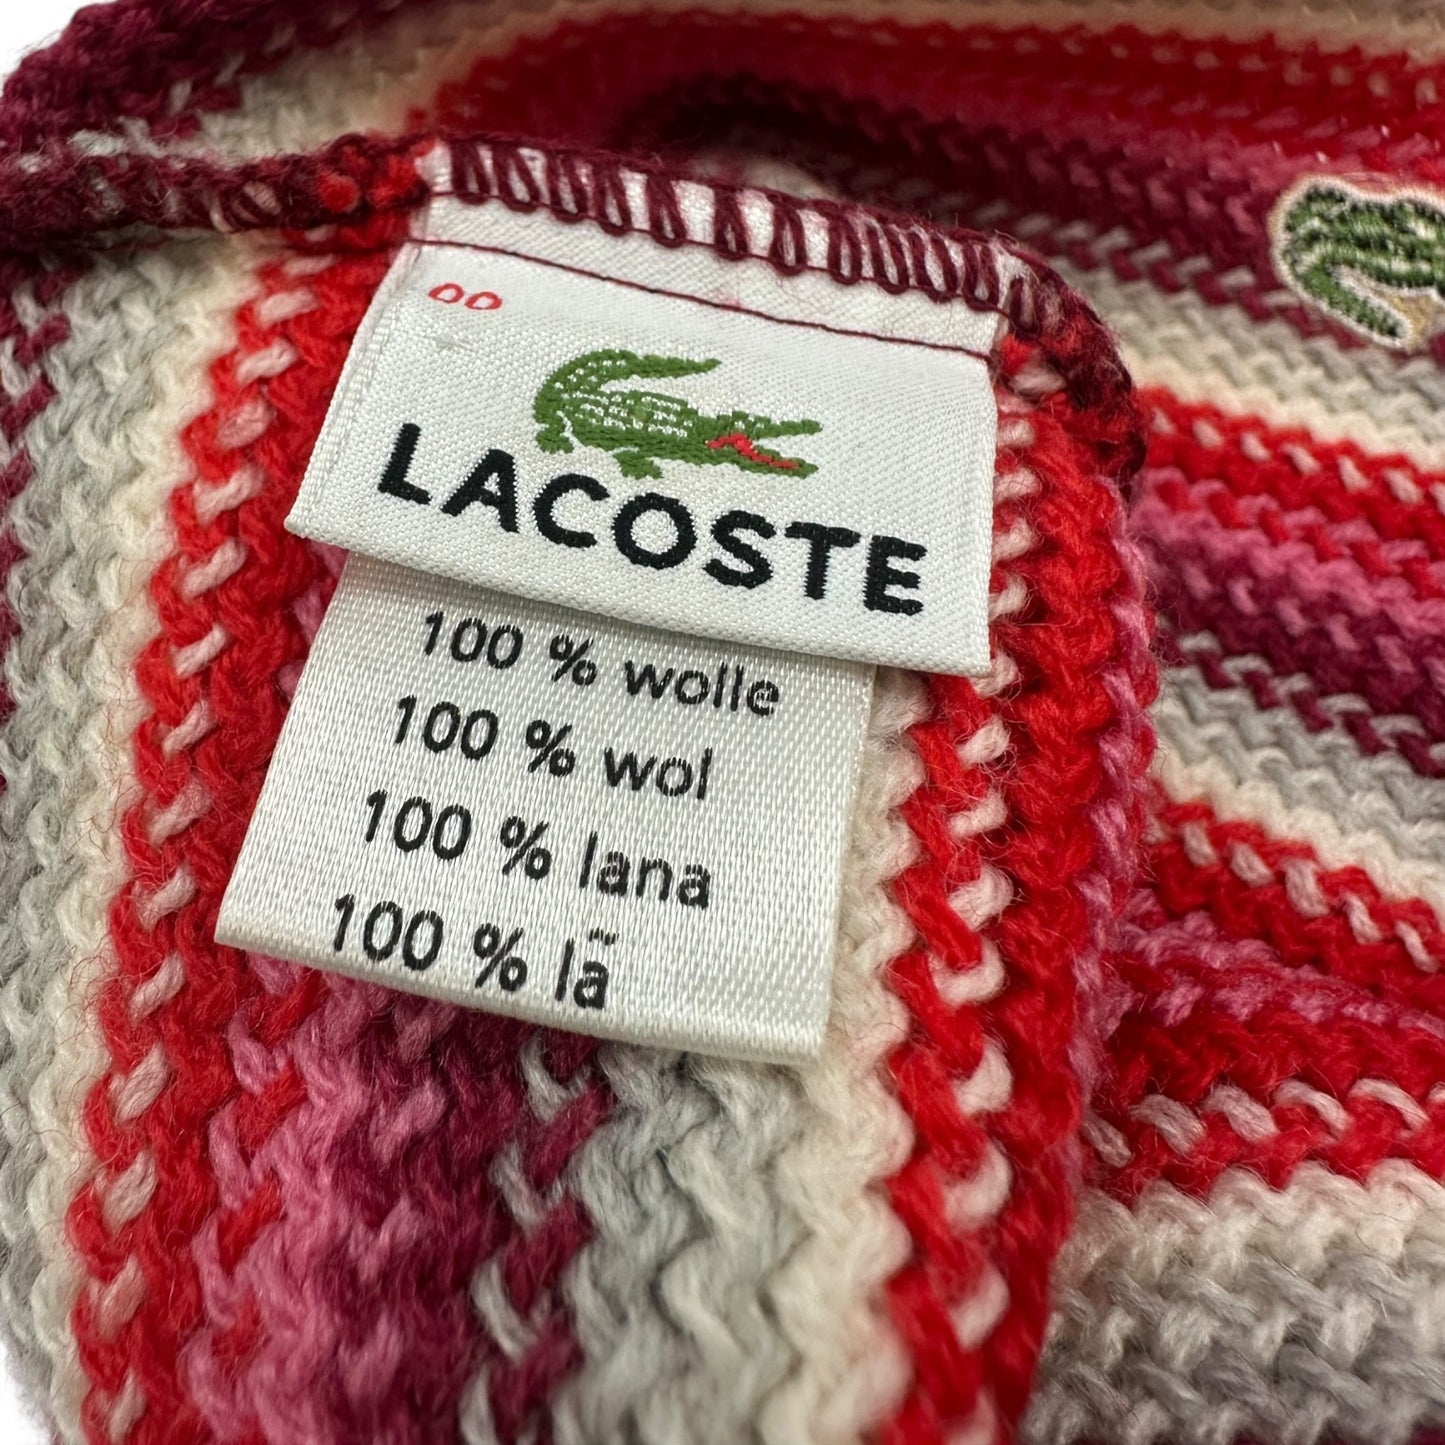 00
LACOSTE
100 % wolle
100 % wol
100 % lana
100 % lã